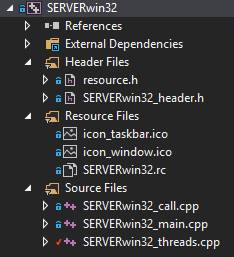 SERVERwin32
References
External Dependencies
Header Files
resource.h
SERVERwin32_header.h
Resource Files
icon_taskbar.ico
icon_window.ico
SERVERwin32.rc
Source Files
SERVERwin32_call.cpp
SERVERwin32_main.cpp
SERVERwin32_threads.cpp